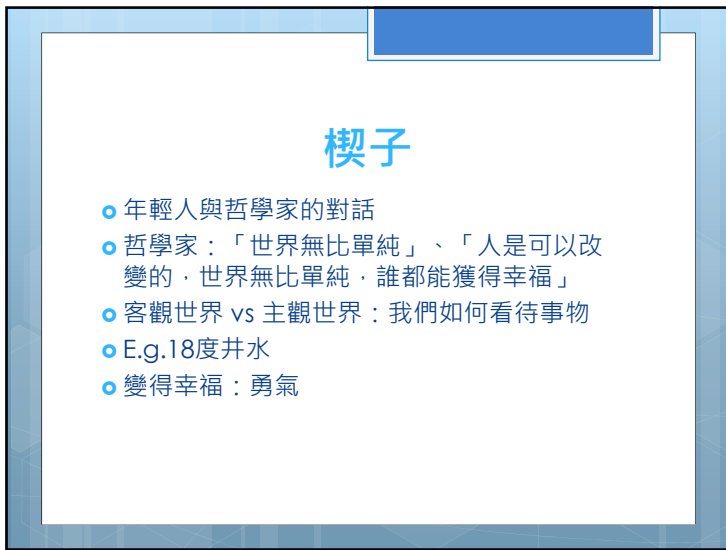 楔子
年輕人與哲學家的對話
哲學家：「世界無比單純」、「人是可以改
變的，世界無比單純，誰都能獲得幸福」
客觀世界 vs 主觀世界：我們如何看待事物
E.g.18度井水
變得幸福：勇氣